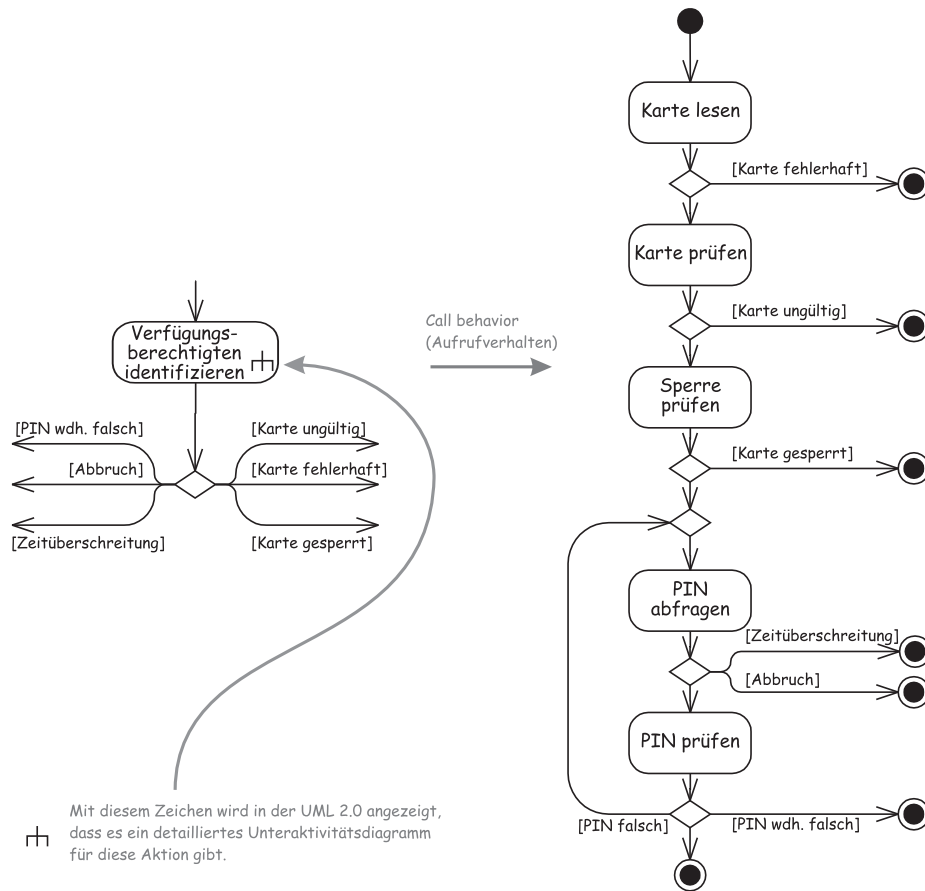 Verfügungs-
berechtigten
identifizieren
[PIN wdh. falsch]
[Abbruch]
[Zeitüberschreitung]
[Karte ungültig]
[Karte fehlerhaft]
[Karte gesperrt]
Call behavior
(Aufrufverhalten)
Mit diesem Zeichen wird in der UML 2.0 angezeigt,
dass es ein detailliertes Unteraktivitätsdiagramm
für diese Aktion gibt.
Karte lesen
[Karte fehlerhaft]
Karte prüfen
[Karte ungültig]
Sperre
prüfen
[Karte gesperrt]
PIN
abfragen
[Zeitüberschreitung]
[Abbruch]
PIN prüfen
[PIN falsch]
[PIN wdh. falsch]